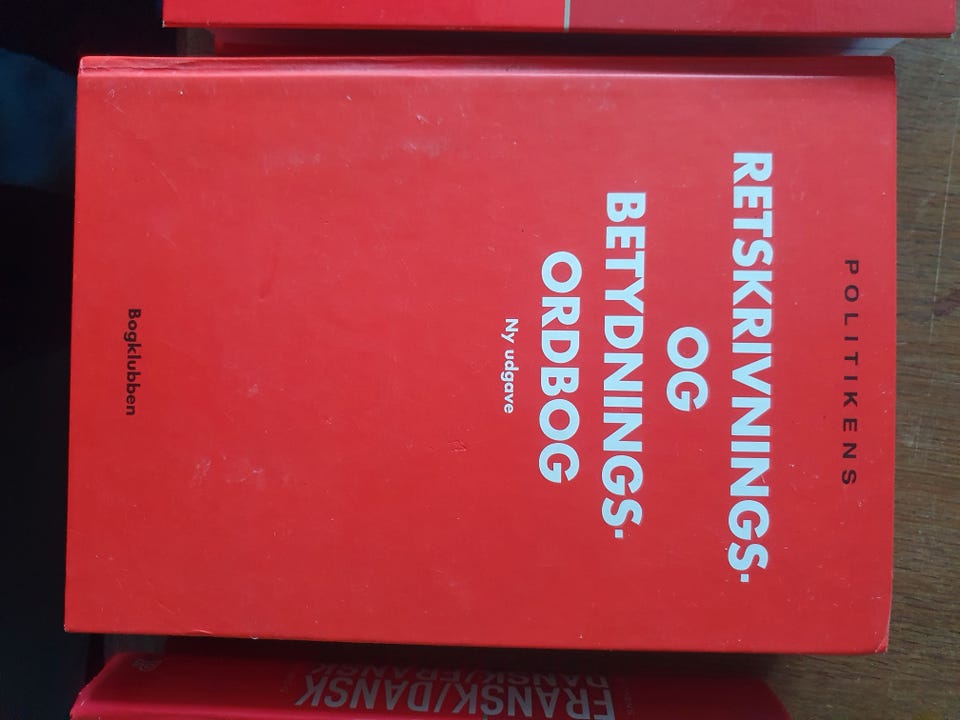 POLITIKENS
RETSKRIVNINGS-
OG
BETYDNINGS-
ORDBOG
Ny udgave
Bogklubben
FRANSK/DANSK
DANSK/FRANSK